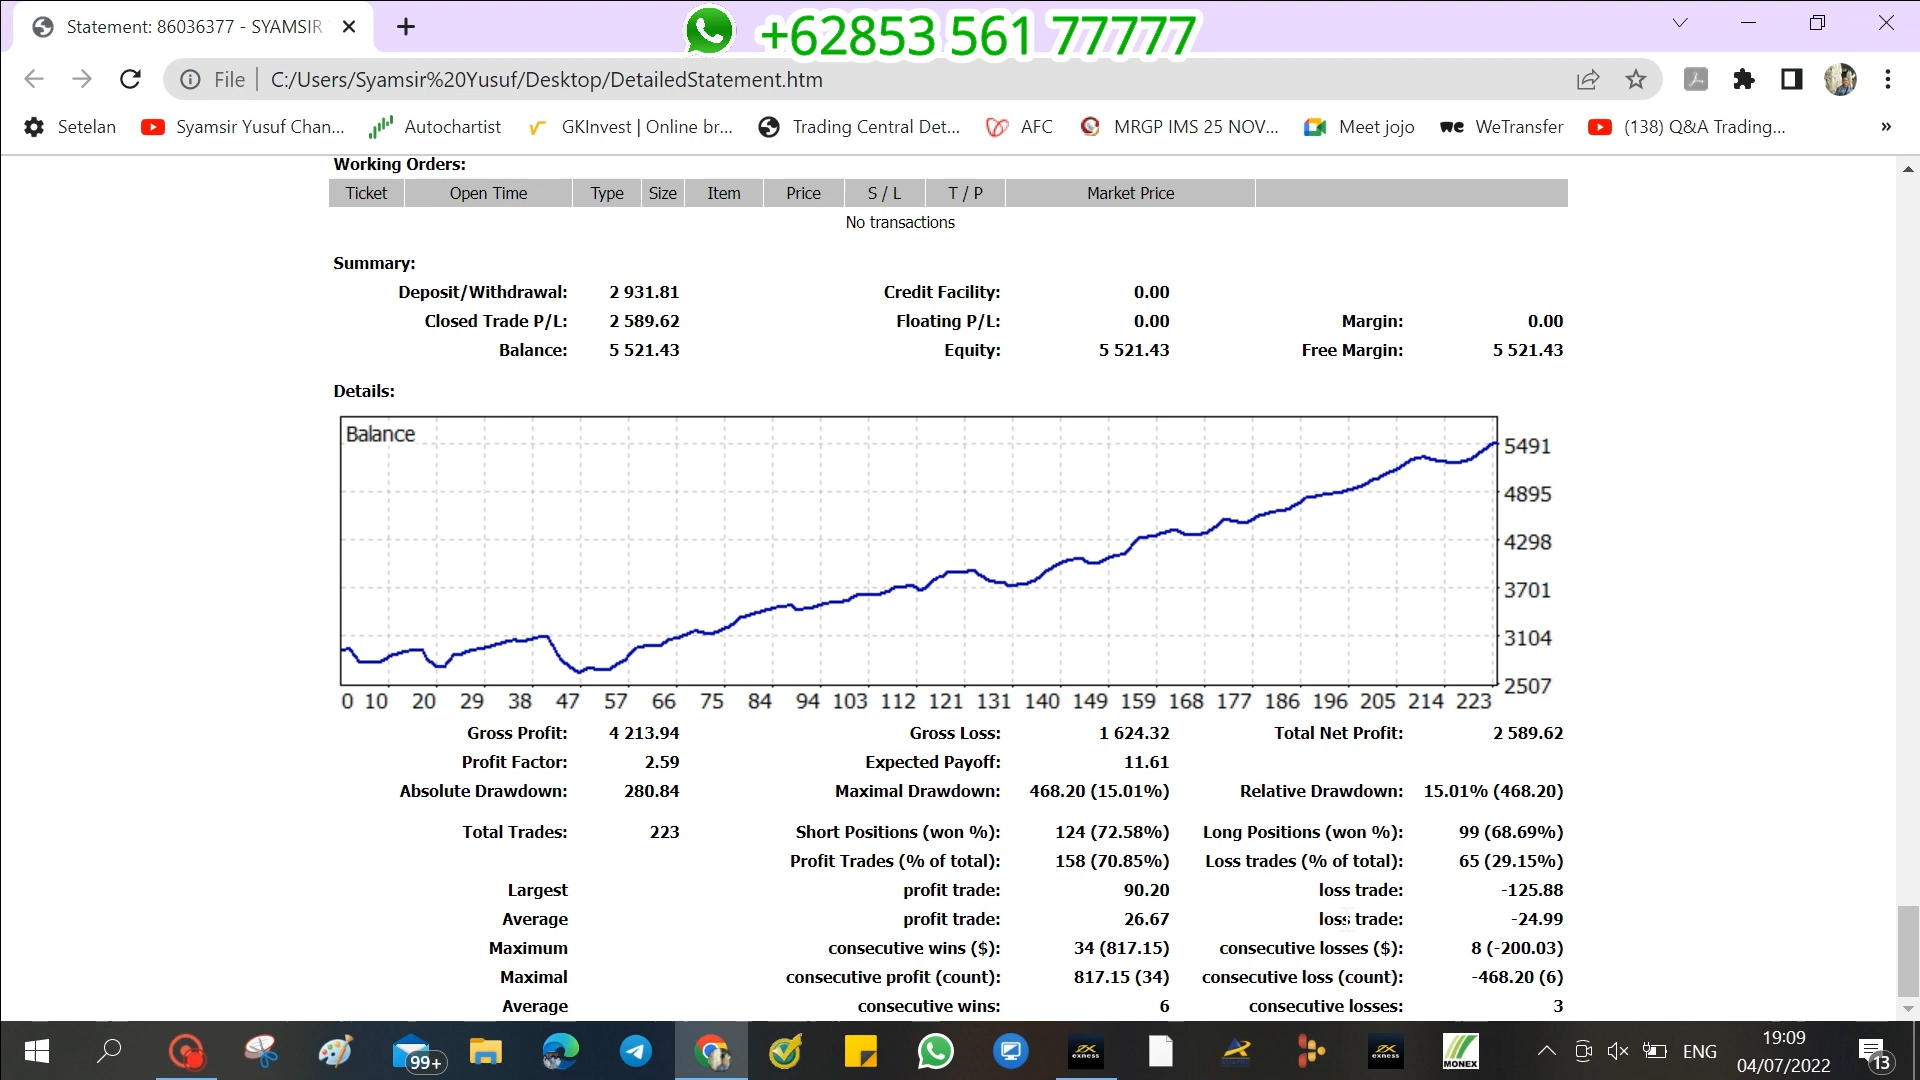 Statement: 86036377 - SYAMSIR
+62853 561 77777
File | C:/Users/Syamsir%20Yusuf/Desktop/DetailedStatement.htm
Setelan
Syamsir Yusuf Chan...
Autochartist
GKInvest | Online br...
Trading Central Det...
AFC
MRGP IMS 25 NOV...
Meet jojo
WeTransfer
(138) Q&A Trading...
»
Working Orders:
Ticket Open Time Type Size Item Price S / L T / P Market Price
No transactions
Summary:
Deposit/Withdrawal: 2 931.81 Credit Facility: 0.00
Closed Trade P/L: 2 589.62 Floating P/L: 0.00 Margin: 0.00
Balance: 5 521.43 Equity: 5 521.43 Free Margin: 5 521.43
Details:
Balance
5491
4895
4298
3701
3104
2507
0 10 20 29 38 47 57 66 75 84 94 103 112 121 131 140 149 159 168 177 186 196 205 214 223
Gross Profit: 4 213.94 Gross Loss: 1 624.32 Total Net Profit: 2 589.62
Profit Factor: 2.59 Expected Payoff: 11.61
Absolute Drawdown: 280.84 Maximal Drawdown: 468.20 (15.01%) Relative Drawdown: 15.01% (468.20)
Total Trades: 223 Short Positions (won %): 124 (72.58%) Long Positions (won %): 99 (68.69%)
Profit Trades (% of total): 158 (70.85%) Loss trades (% of total): 65 (29.15%)
Largest profit trade: 90.20 loss trade: -125.88
Average profit trade: 26.67 loss trade: -24.99
Maximum consecutive wins ($): 34 (817.15) consecutive losses ($): 8 (-200.03)
Maximal consecutive profit (count): 817.15 (34) consecutive loss (count): -468.20 (6)
Average consecutive wins: 6 consecutive losses: 3
99+
exness
exness
MONEX
ENG
19:09
04/07/2022
13